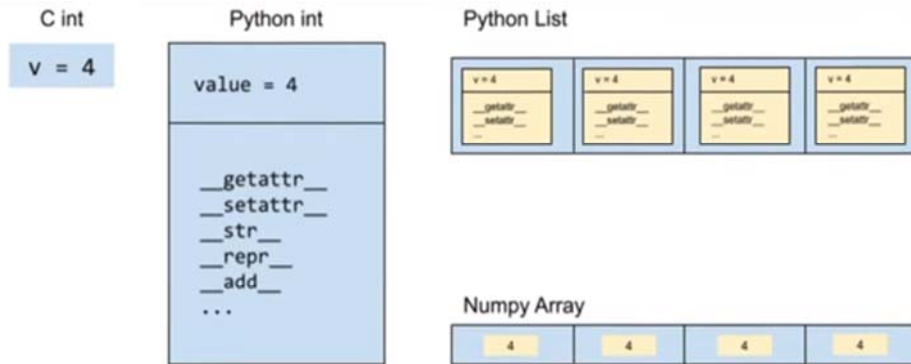 C int
v = 4
Python int
value = 4
__getattr__
__setattr__
__str__
__repr__
__add__
...
Python List
v = 4
__getattr__
__setattr__
...
v = 4
__getattr__
__setattr__
...
v = 4
__getattr__
__setattr__
...
v = 4
__getattr__
__setattr__
...
Numpy Array
4 4 4 4